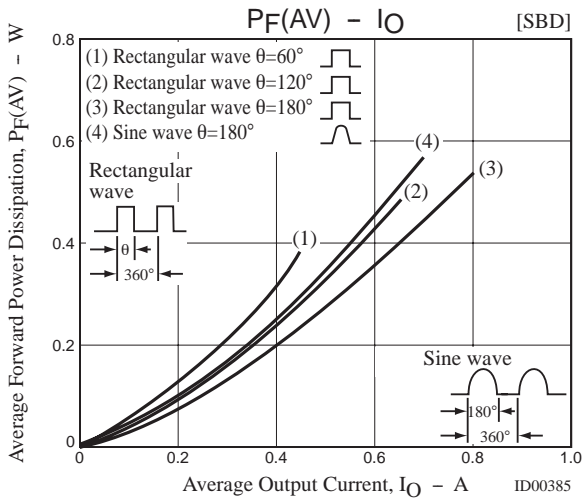 PF(AV) – IO [SBD]
(1) Rectangular wave θ=60°
(2) Rectangular wave θ=120°
(3) Rectangular wave θ=180°
(4) Sine wave θ=180°
Rectangular
wave
θ
360°
(1)
(2)
(3)
(4)
Sine wave
180°
360°
Average Forward Power Dissipation, PF(AV) – W
0.8
0.6
0.4
0.2
0
0 0.2 0.4 0.6 0.8 1.0
Average Output Current, IO – A
ID00385